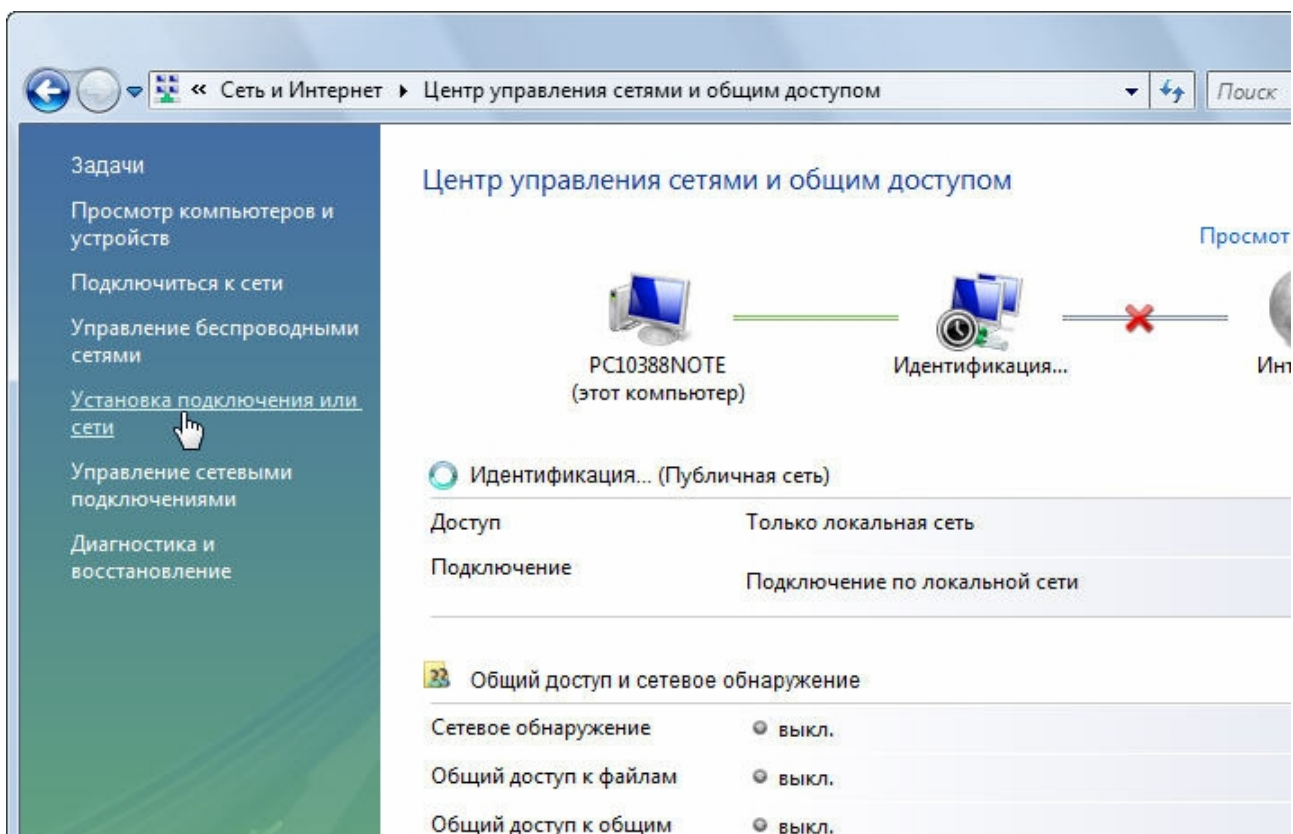 « Сеть и Интернет ▸ Центр управления сетями и общим доступом
Поиск
Задачи
Просмотр компьютеров и
устройств
Подключиться к сети
Управление беспроводными
сетями
Установка подключения или
сети
Управление сетевыми
подключениями
Диагностика и
восстановление
Центр управления сетями и общим доступом
Просмот
PC10388NOTE
(этот компьютер)
Идентификация...
Инт
Идентификация... (Публичная сеть)
Доступ Только локальная сеть
Подключение Подключение по локальной сети
Общий доступ и сетевое обнаружение
Сетевое обнаружение выкл.
Общий доступ к файлам выкл.
Общий доступ к общим выкл.